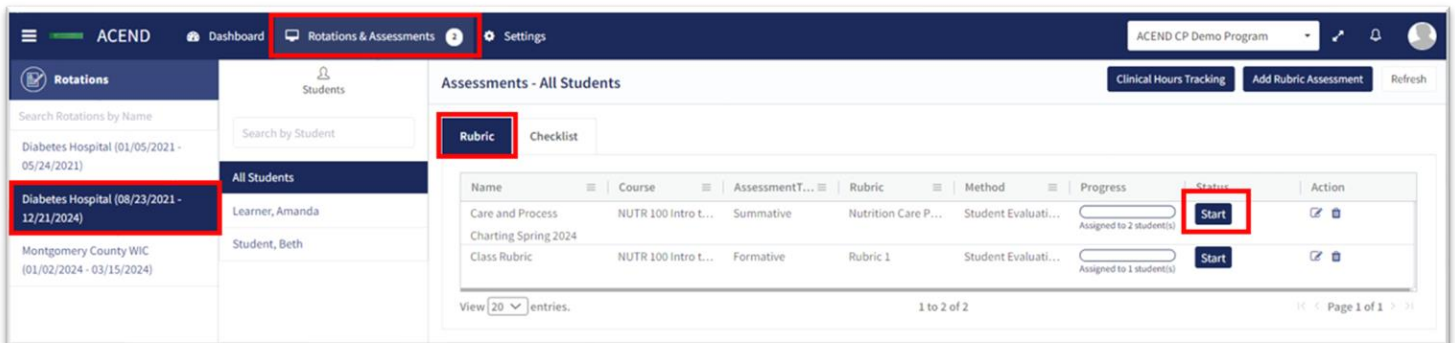 ACEND Dashboard Rotations & Assessments 2 Settings ACEND CP Demo Program
Rotations
Search Rotations by Name
Diabetes Hospital (01/05/2021 -
05/24/2021)
Diabetes Hospital (08/23/2021 -
12/21/2024)
Montgomery County WIC
(01/02/2024 - 03/15/2024)
Students
Search by Student
All Students
Learner, Amanda
Student, Beth
Assessments - All Students Clinical Hours Tracking Add Rubric Assessment Refresh
Rubric Checklist
Name Course AssessmentT... Rubric Method Progress Status Action
Care and Process NUTR 100 Intro t... Summative Nutrition Care P... Student Evaluati... Start
Charting Spring 2024 Assigned to 2 student(s)
Class Rubric NUTR 100 Intro t... Formative Rubric 1 Student Evaluati... Start
Assigned to 1 student(s)
View 20 entries. 1 to 2 of 2 Page 1 of 1